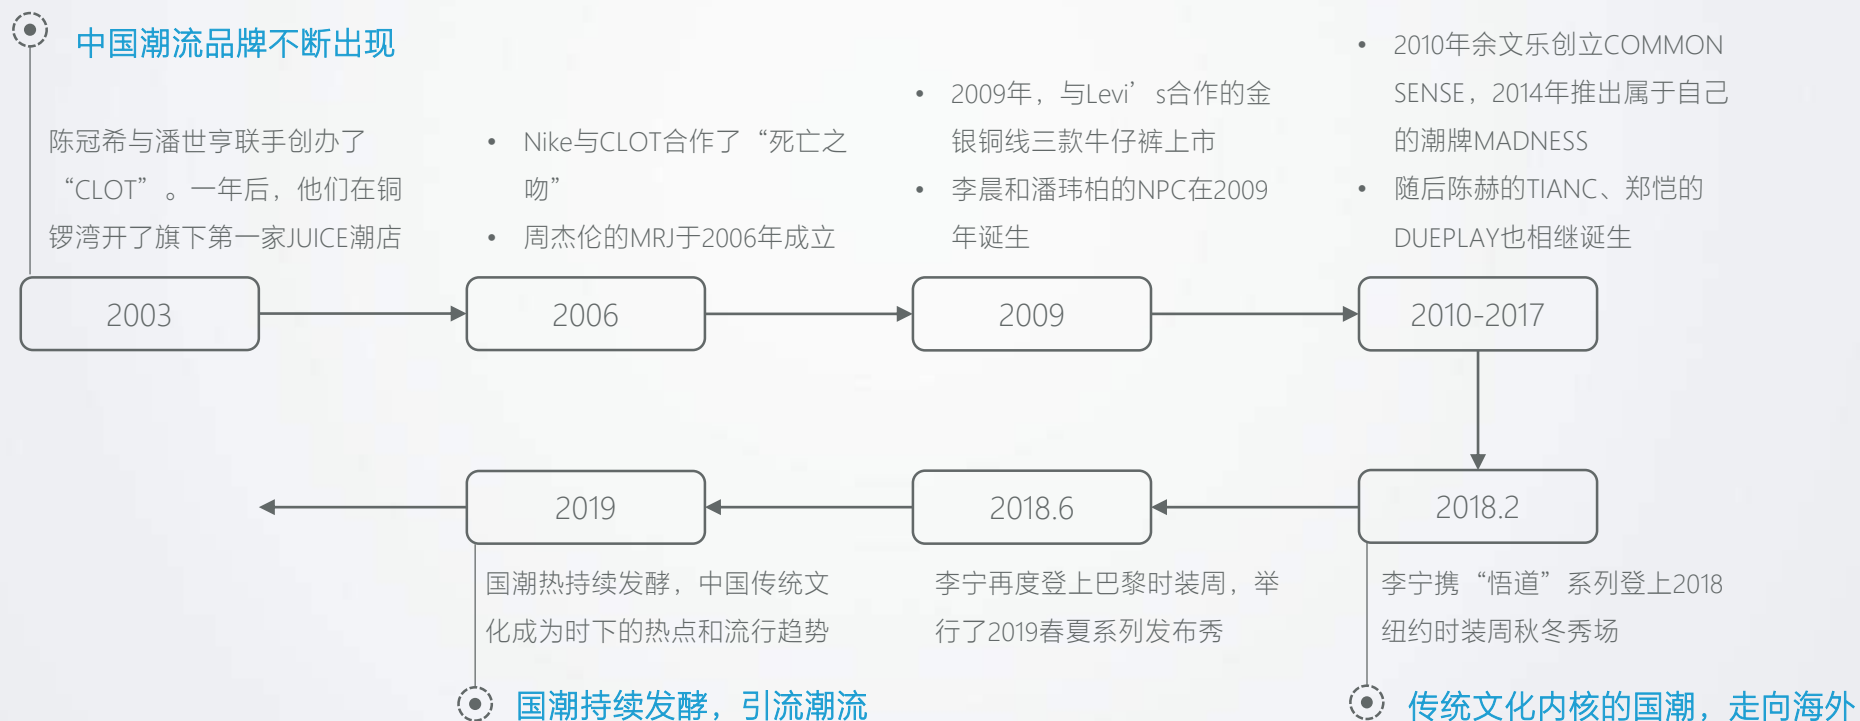 中国潮流品牌不断出现
陈冠希与潘世亨联手创办了
“CLOT”。一年后，他们在铜
锣湾开了旗下第一家JUICE潮店
• Nike与CLOT合作了“死亡之
吻”
• 周杰伦的MRJ于2006年成立
• 2009年，与Levi’s合作的金
银铜线三款牛仔裤上市
• 李晨和潘玮柏的NPC在2009
年诞生
• 2010年余文乐创立COMMON
SENSE，2014年推出属于自己
的潮牌MADNESS
• 随后陈赫的TIANC、郑恺的
DUEPLAY也相继诞生
2003
2006
2009
2010-2017
2018.2
2018.6
2019
李宁携“悟道”系列登上2018
纽约时装周秋冬秀场
传统文化内核的国潮，走向海外
李宁再度登上巴黎时装周，举
行了2019春夏系列发布秀
国潮热持续发酵，中国传统文
化成为时下的热点和流行趋势
国潮持续发酵，引流潮流